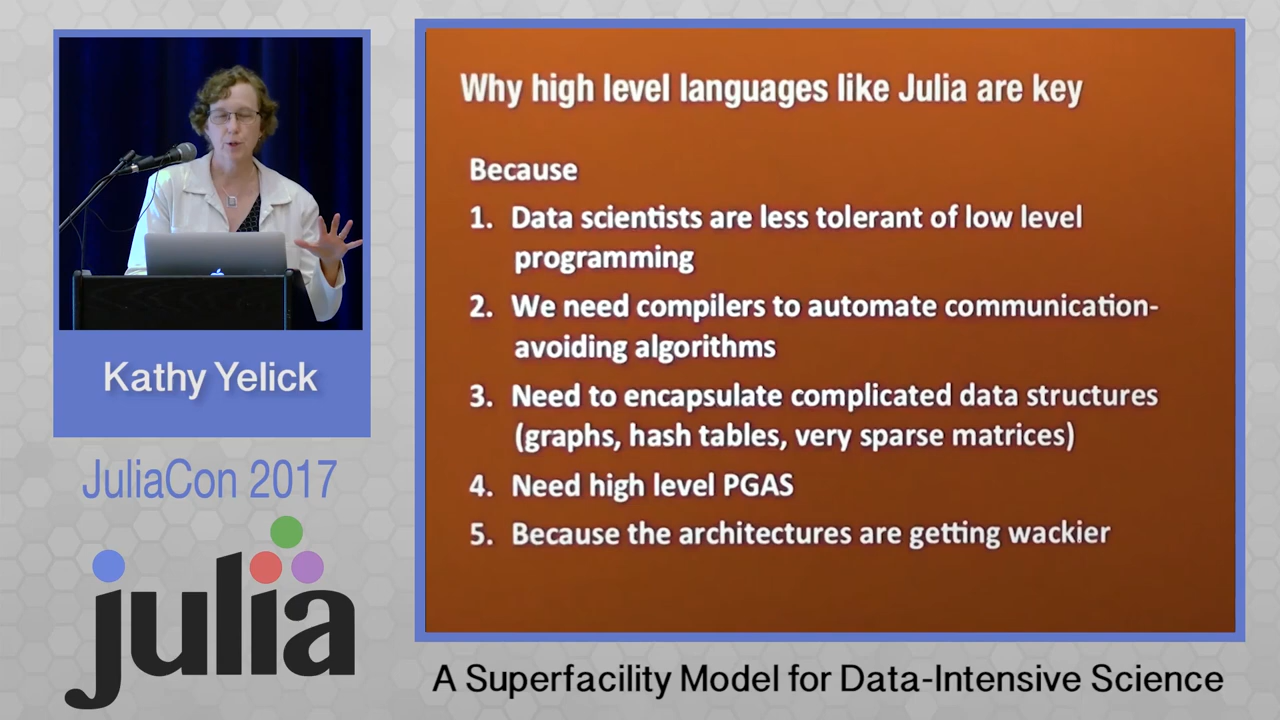 Kathy Yelick
JuliaCon 2017
julia
Why high level languages like Julia are key
Because
1. Data scientists are less tolerant of low level
programming
2. We need compilers to automate communication-
avoiding algorithms
3. Need to encapsulate complicated data structures
(graphs, hash tables, very sparse matrices)
4. Need high level PGAS
5. Because the architectures are getting wackier
A Superfacility Model for Data-Intensive Science